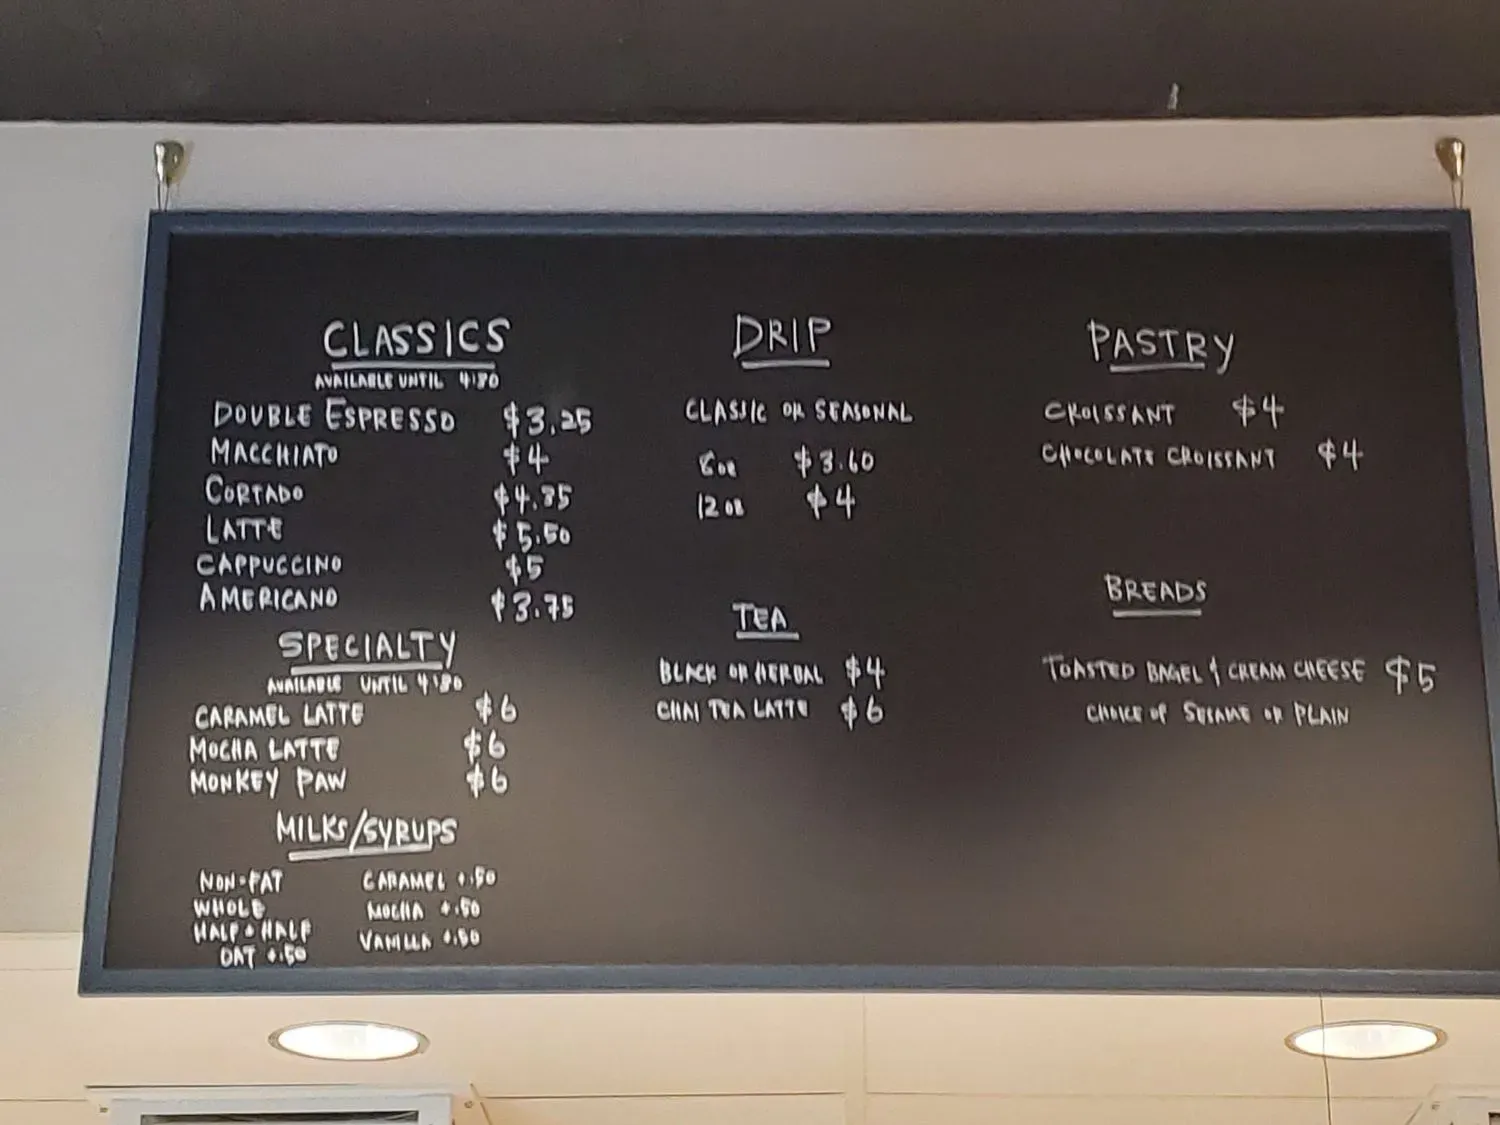 CLASSICS
AVAILABLE UNTIL 4:30
DOUBLE ESPRESSO $3.25
MACCHIATO $4
CORTADO
LATTE $5.50
CAPPUCCINO $5
AMERICANO $3.75
SPECIALTY
AVAILABLE UNTIL 4:30
CARAMEL LATTE $6
MOCHA LATTE $6
MONKEY PAW $6
MILKS/SYRUPS
NON-FAT
WHOLE
HALF + HALF
OAT +.50
CARAMEL +.50
MOCHA +.50
VANILLA +.50
DRIP
CLASSIC OR SEASONAL
8oz $3.60
12oz $4
TEA
BLACK OR HERBAL $4
CHAI TEA LATTE $6
PASTRY
CROISSANT $4
CHOCOLATE CROISSANT $4
BREADS
TOASTED BAGEL & CREAM CHEESE $5
CHOICE OF SESAME OR PLAIN